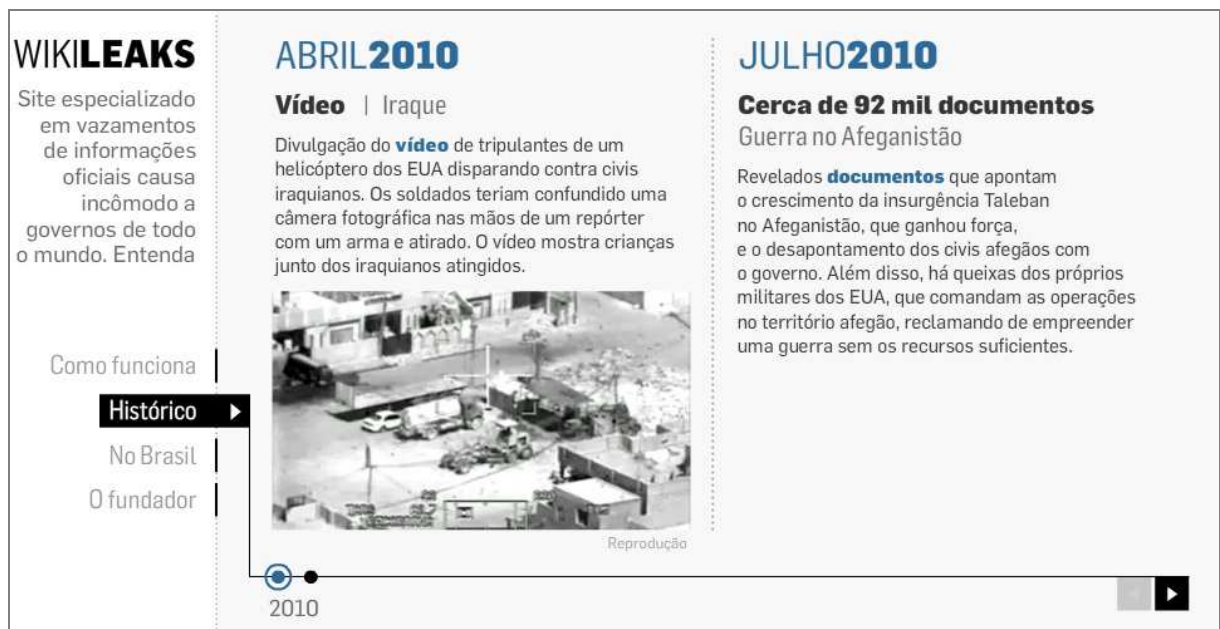 WIKILEAKS
Site especializado
em vazamentos
de informações
oficiais causa
incômodo a
governos de todo
o mundo. Entenda
Como funciona
Histórico
No Brasil
O fundador
ABRIL2010
Vídeo | Iraque
Divulgação do vídeo de tripulantes de um
helicóptero dos EUA disparando contra civis
iraquianos. Os soldados teriam confundido uma
câmera fotográfica nas mãos de um repórter
com um arma e atirado. O vídeo mostra crianças
junto dos iraquianos atingidos.
Reprodução
JULHO2010
Cerca de 92 mil documentos
Guerra no Afeganistão
Revelados documentos que apontam
o crescimento da insurgência Taleban
no Afeganistão, que ganhou força,
e o desapontamento dos civis afegãos com
o governo. Além disso, há queixas dos próprios
militares dos EUA, que comandam as operações
no território afegão, reclamando de empreender
uma guerra sem os recursos suficientes.
2010